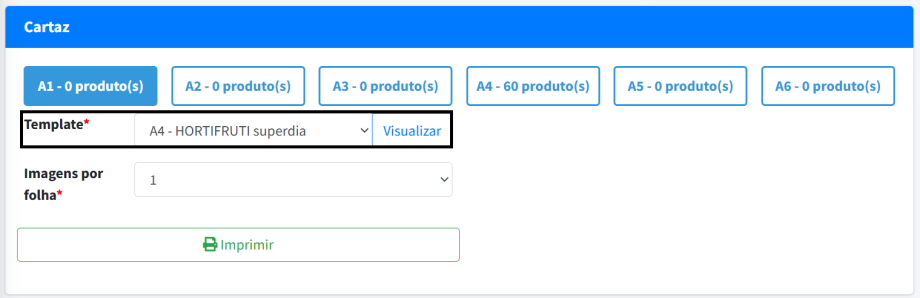 Cartaz
A1 - 0 produto(s)
A2 - 0 produto(s)
A3 - 0 produto(s)
A4 - 60 produto(s)
A5 - 0 produto(s)
A6 - 0 produto(s)
Template*
A4 - HORTIFRUTI superdia
Visualizar
Imagens por
folha*
1
Imprimir